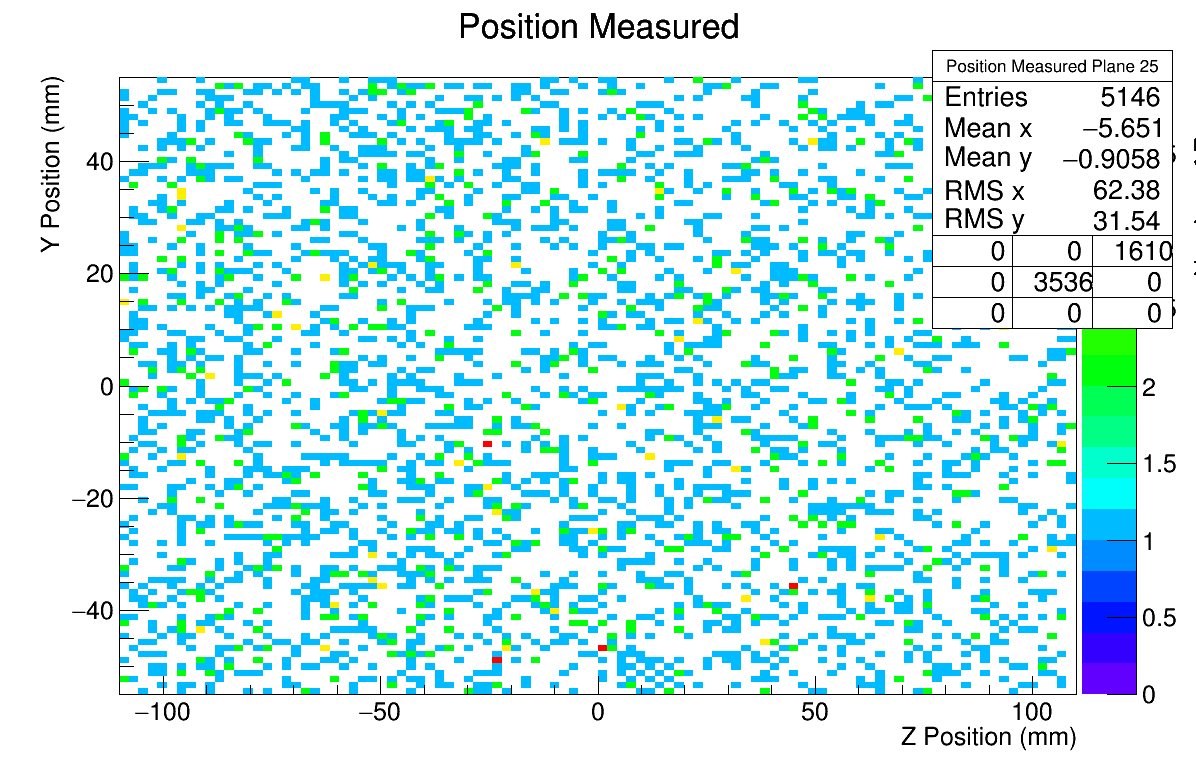 Position Measured
Y Position (mm)
Position Measured Plane 25
Entries 5146
Mean x −5.651
Mean y −0.9058
RMS x 62.38
RMS y 31.54
0 0 1610
0 3536 0
0 0 0
40
20
0
−20
−40
2
1.5
1
0.5
0
−100 −50 0 50 100
Z Position (mm)